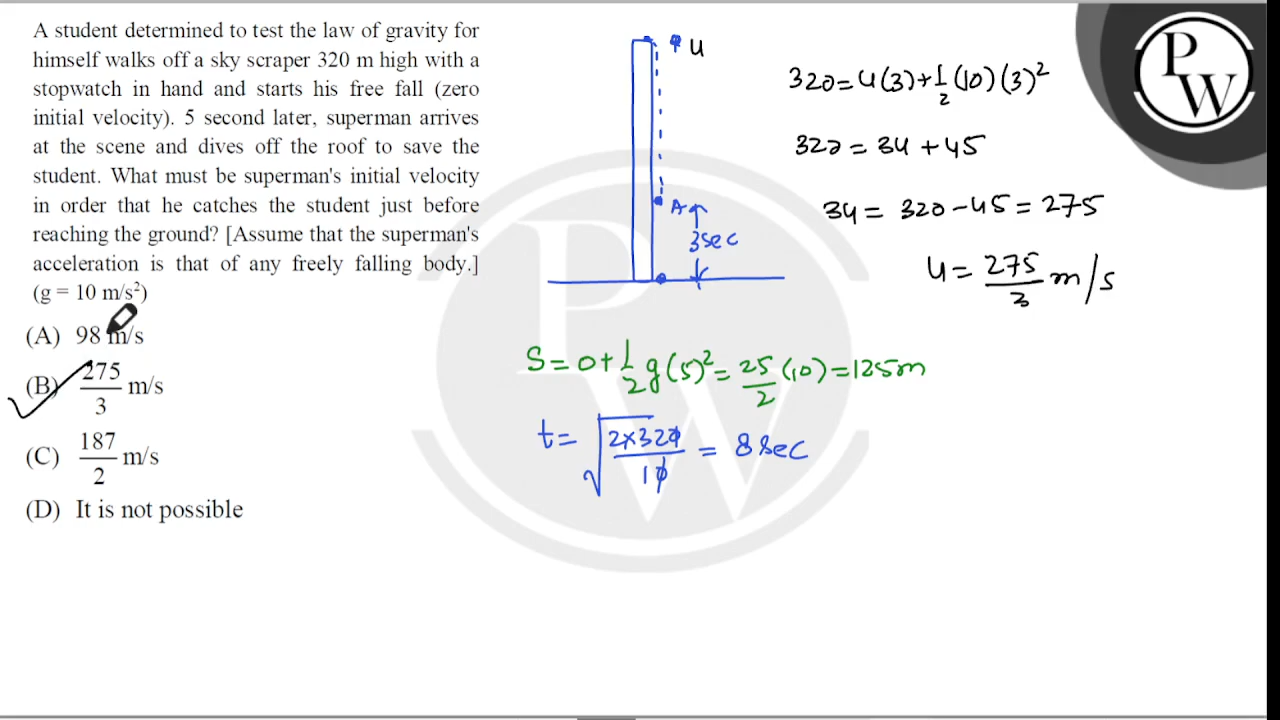 A student determined to test the law of gravity for
himself walks off a sky scraper 320 m high with a
stopwatch in hand and starts his free fall (zero
initial velocity). 5 second later, superman arrives
at the scene and dives off the roof to save the
student. What must be superman's initial velocity
in order that he catches the student just before
reaching the ground? [Assume that the superman's
acceleration is that of any freely falling body.]
(g = 10 m/s²)
(A) 98 m/s
(B) 275/3 m/s
(C) 187/2 m/s
(D) It is not possible
u
A
3sec
320 = u(3) + 1/2 (10) (3)²
320 = 3u + 45
3u = 320 - 45 = 275
u = 275/3 m/s
S = 0 + 1/2 g (5)² = 25/2 (10) = 125m
t = √(2×320/10) = 8 sec
P
W
P
W